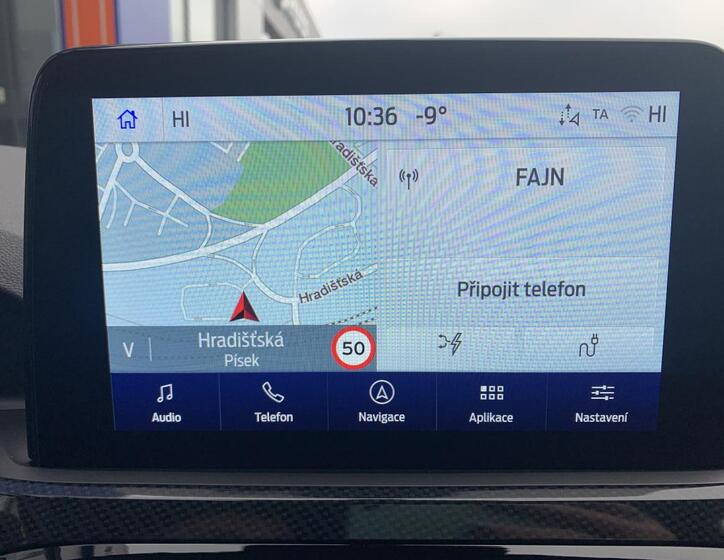 HI 10:36 -9° TA HI
Hradišťská
FAJN
Hradišťská
Připojit telefon
V Hradišťská 50
Písek
Audio Telefon Navigace Aplikace Nastavení